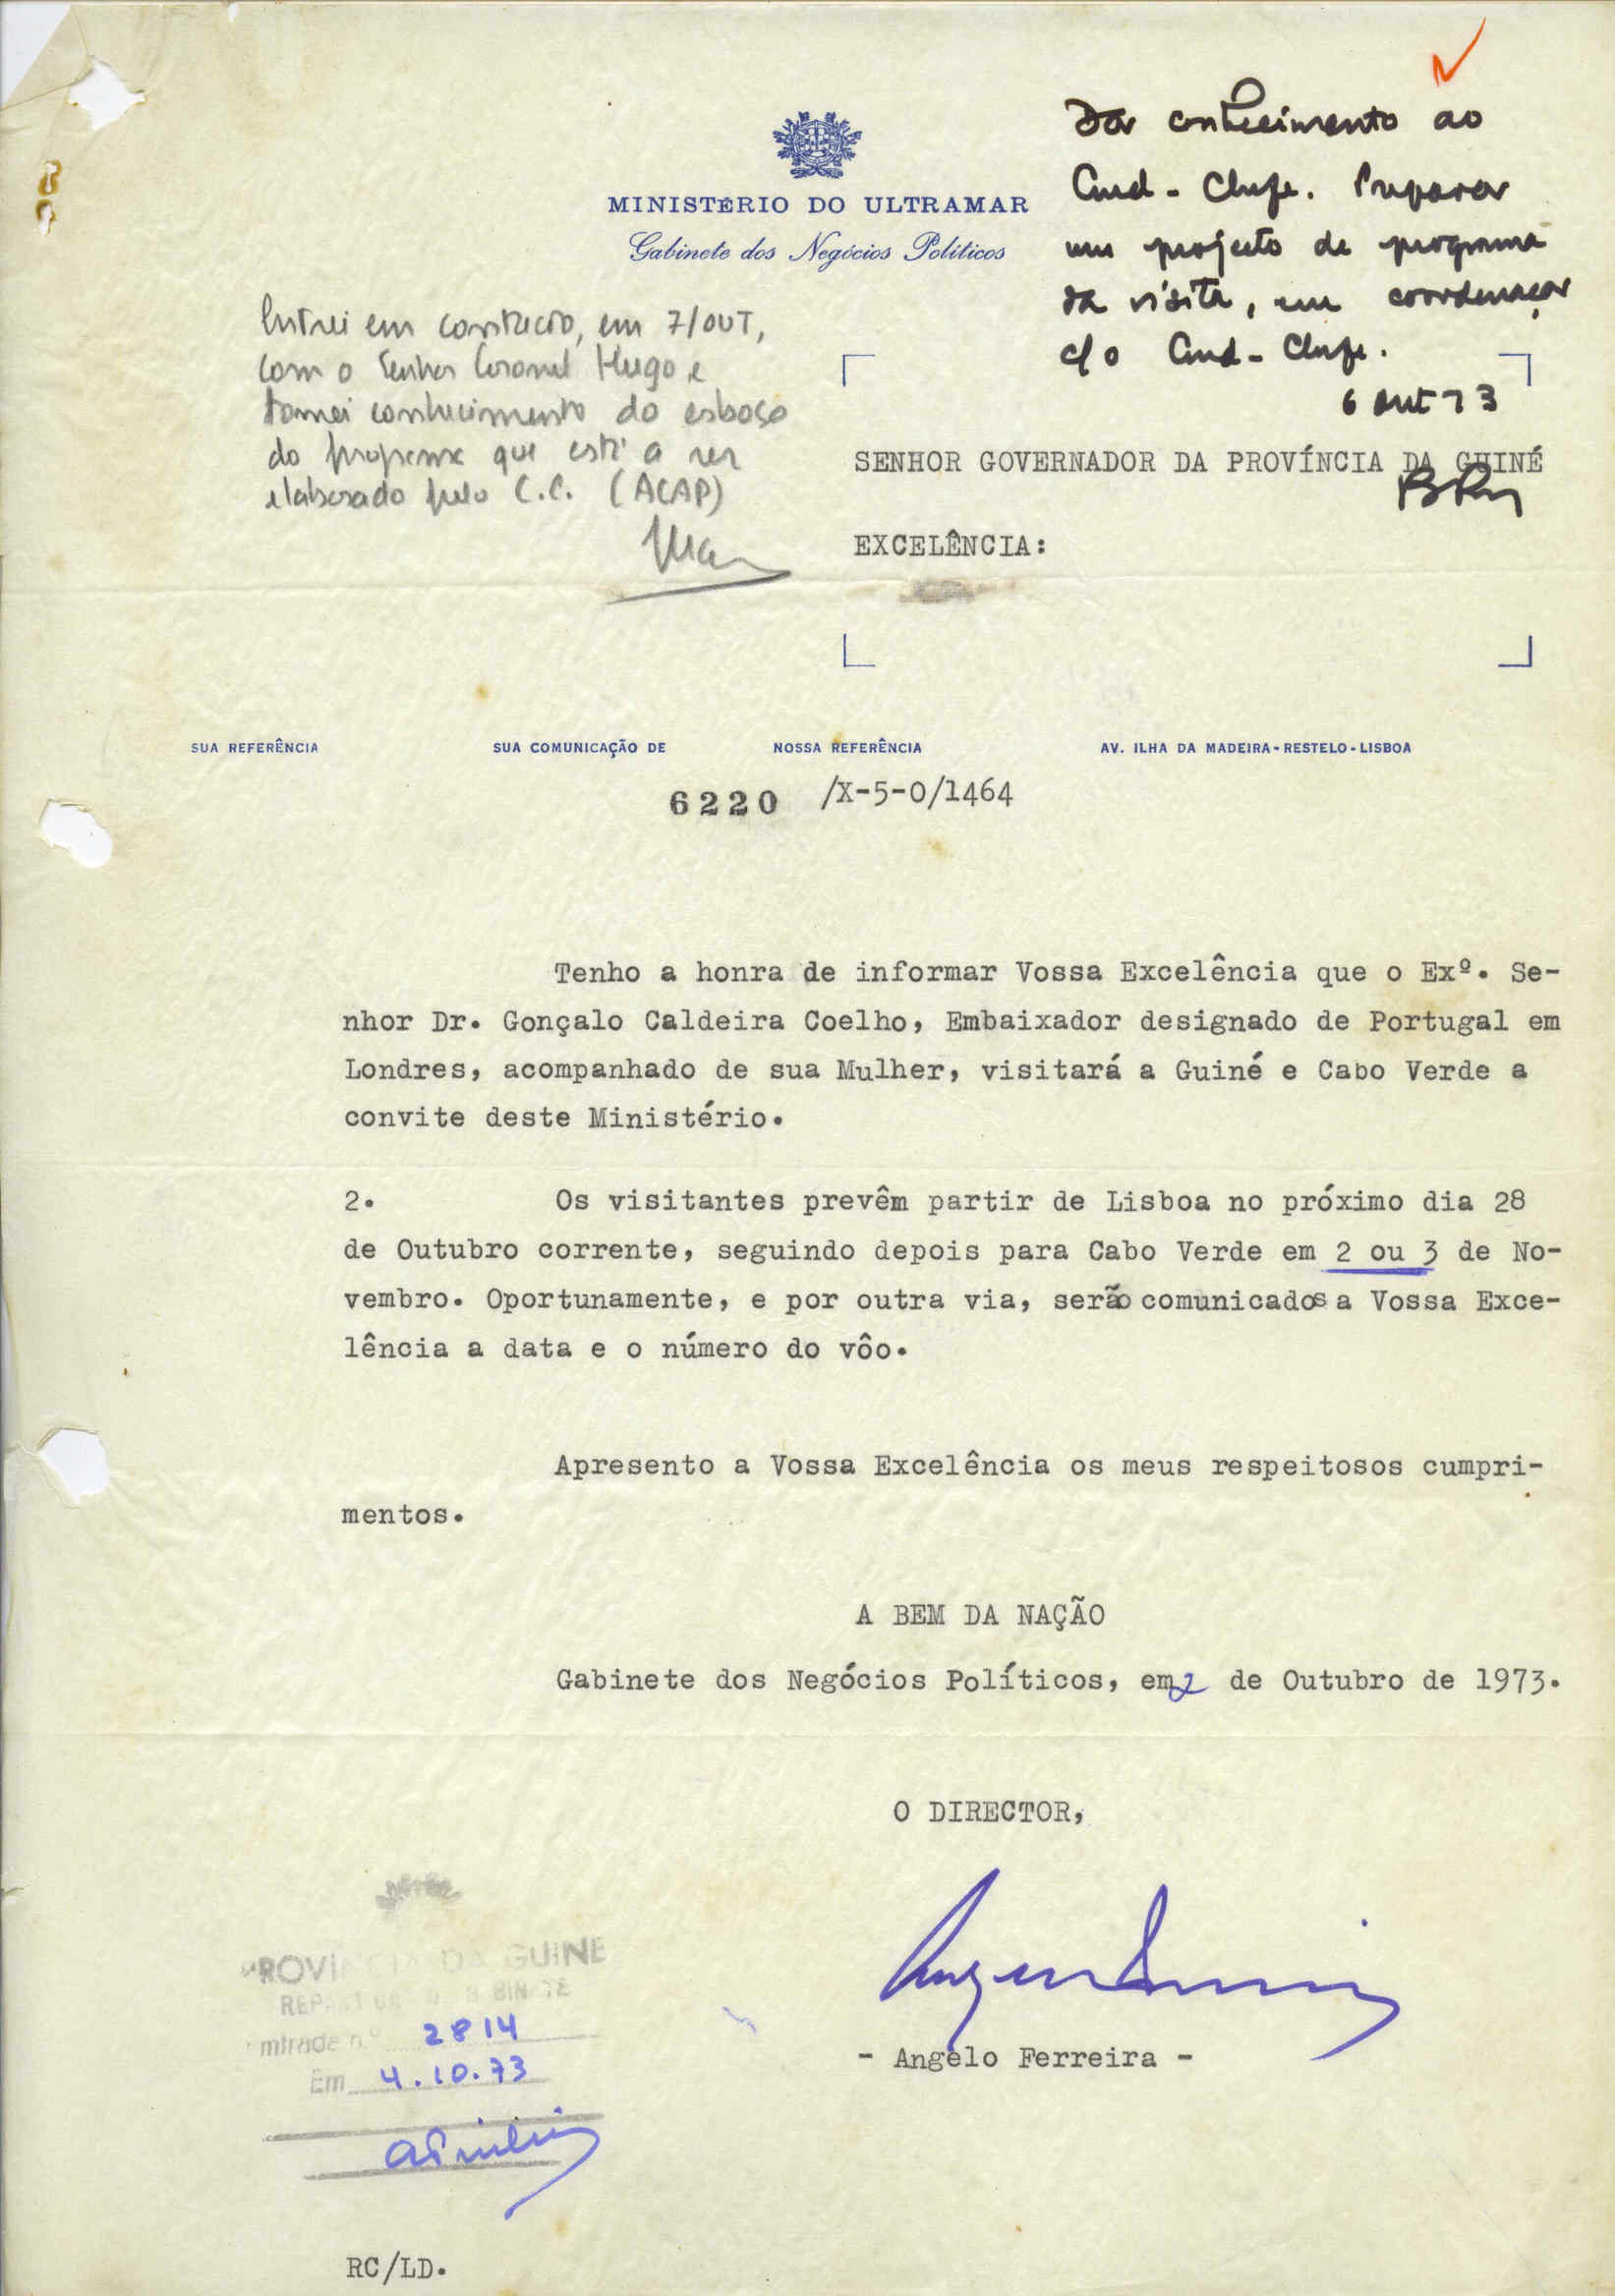 Dar conhecimento ao
Cmd-Chefe. Preparar
um projecto de programa
da visita, em coordenação
c/ o Cmd-Chefe.
6 out 73
MINISTÉRIO DO ULTRAMAR
Gabinete dos Negócios Políticos
Entrei em contacto, em 7/OUT,
com o Senhor Coronel Hugo e
tomei conhecimento do esboço
do programa que está a ser
elaborado pelo C.C. (ACAP)
SENHOR GOVERNADOR DA PROVÍNCIA DA GUINÉ
EXCELÊNCIA:
SUA REFERÊNCIA SUA COMUNICAÇÃO DE NOSSA REFERÊNCIA AV. ILHA DA MADEIRA-RESTELO-LISBOA
6220 /X-5-0/1464
Tenho a honra de informar Vossa Excelência que o Exº. Se-
nhor Dr. Gonçalo Caldeira Coelho, Embaixador designado de Portugal em
Londres, acompanhado de sua Mulher, visitará a Guiné e Cabo Verde a
convite deste Ministério.
2. Os visitantes prevêm partir de Lisboa no próximo dia 28
de Outubro corrente, seguindo depois para Cabo Verde em 2 ou 3 de No-
vembro. Oportunamente, e por outra via, serão comunicados a Vossa Exce-
lência a data e o número do vôo.
Apresento a Vossa Excelência os meus respeitosos cumpri-
mentos.
A BEM DA NAÇÃO
Gabinete dos Negócios Políticos, em 2 de Outubro de 1973.
O DIRECTOR,
- Angelo Ferreira -
PROVÍNCIA DA GUINÉ
REPARTIÇÃO DO GABINETE
Entrada n.º 2814
Em 4.10.73
RC/LD.